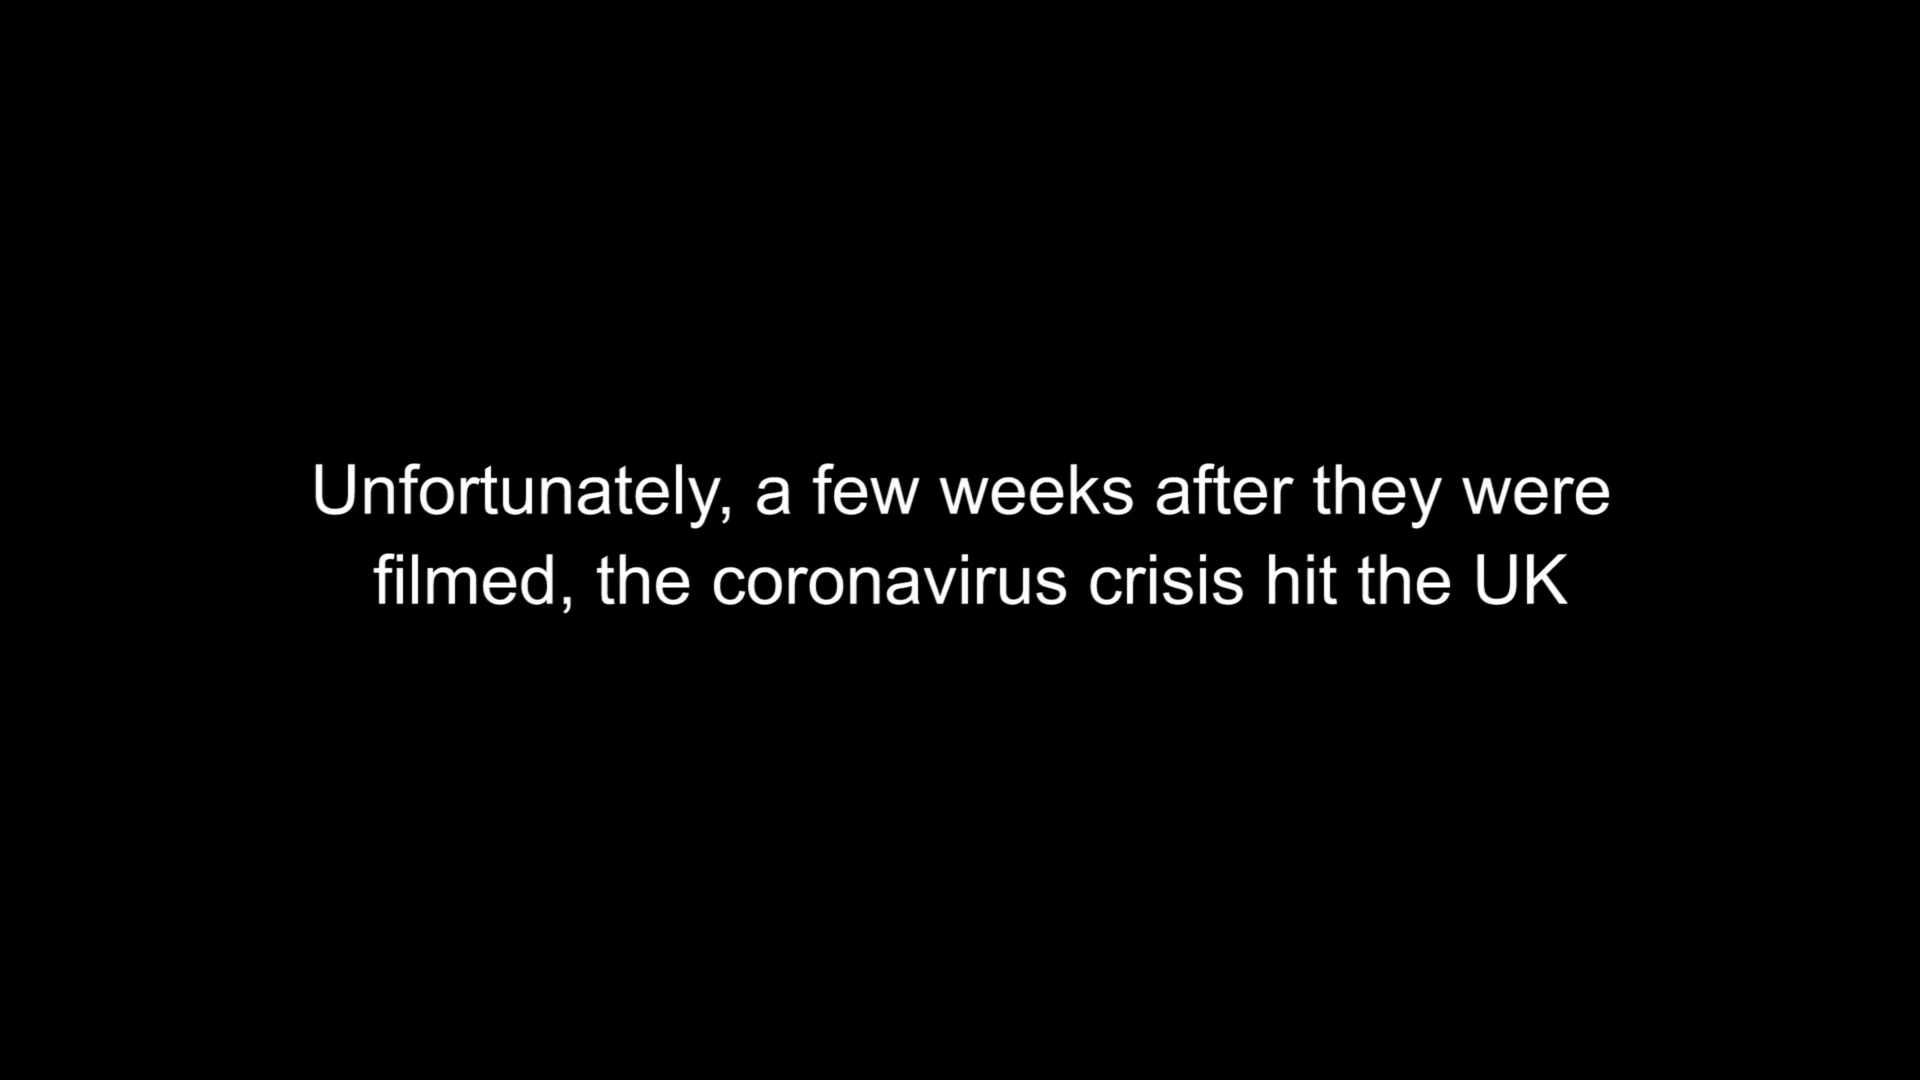 Unfortunately, a few weeks after they were
filmed, the coronavirus crisis hit the UK